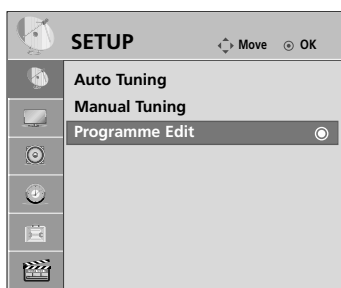 SETUP Move OK
Auto Tuning
Manual Tuning
Programme Edit